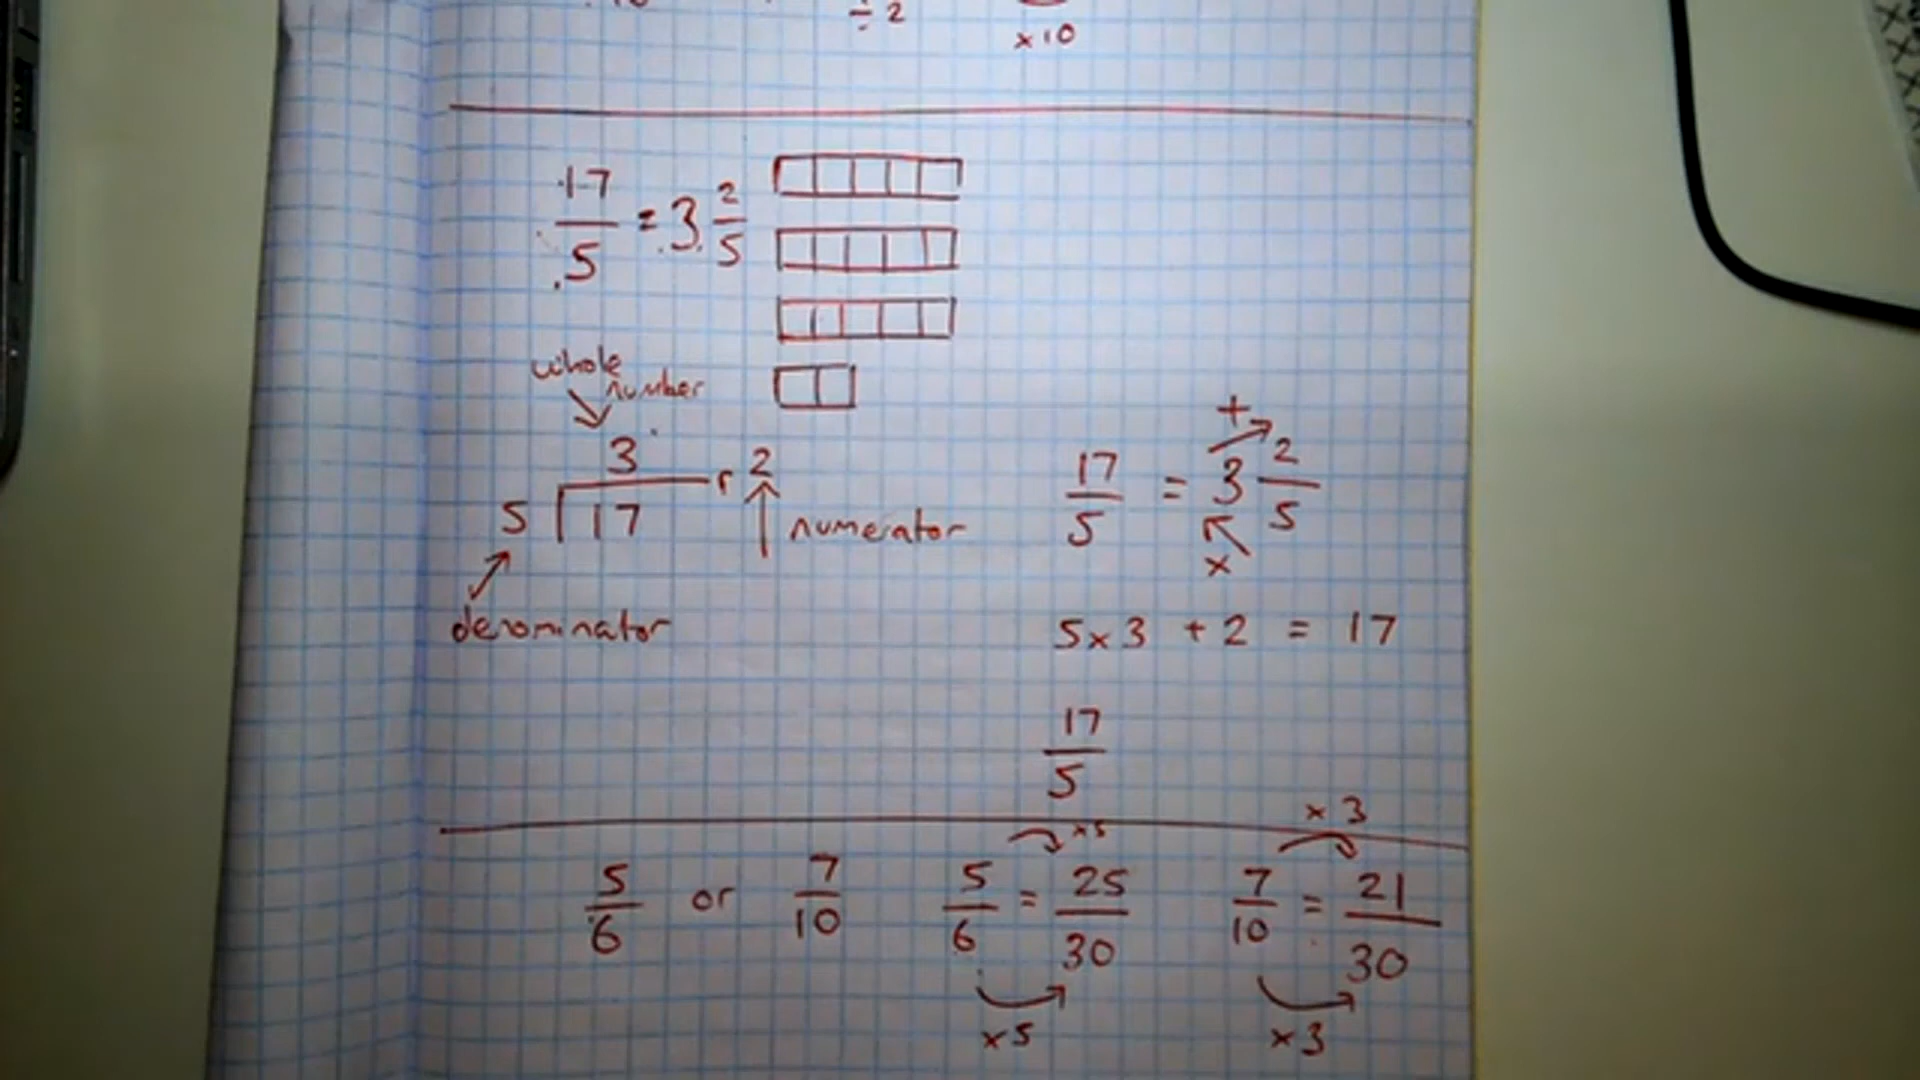 ÷ 2
x 10
17/5 = 3 2/5
whole number
3 r 2
5 17
numerator
denominator
+
17/5 = 3 2/5
x
5 x 3 + 2 = 17
17/5
5/6 or 7/10
x 5
5/6 = 25/30
x 5
x 3
7/10 = 21/30
x 3